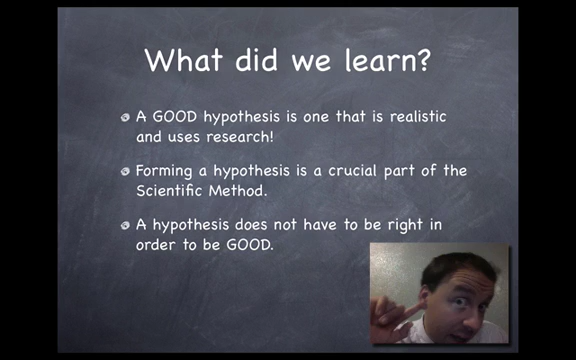 What did we learn?
A GOOD hypothesis is one that is realistic
and uses research!
Forming a hypothesis is a crucial part of the
Scientific Method.
A hypothesis does not have to be right in
order to be GOOD.